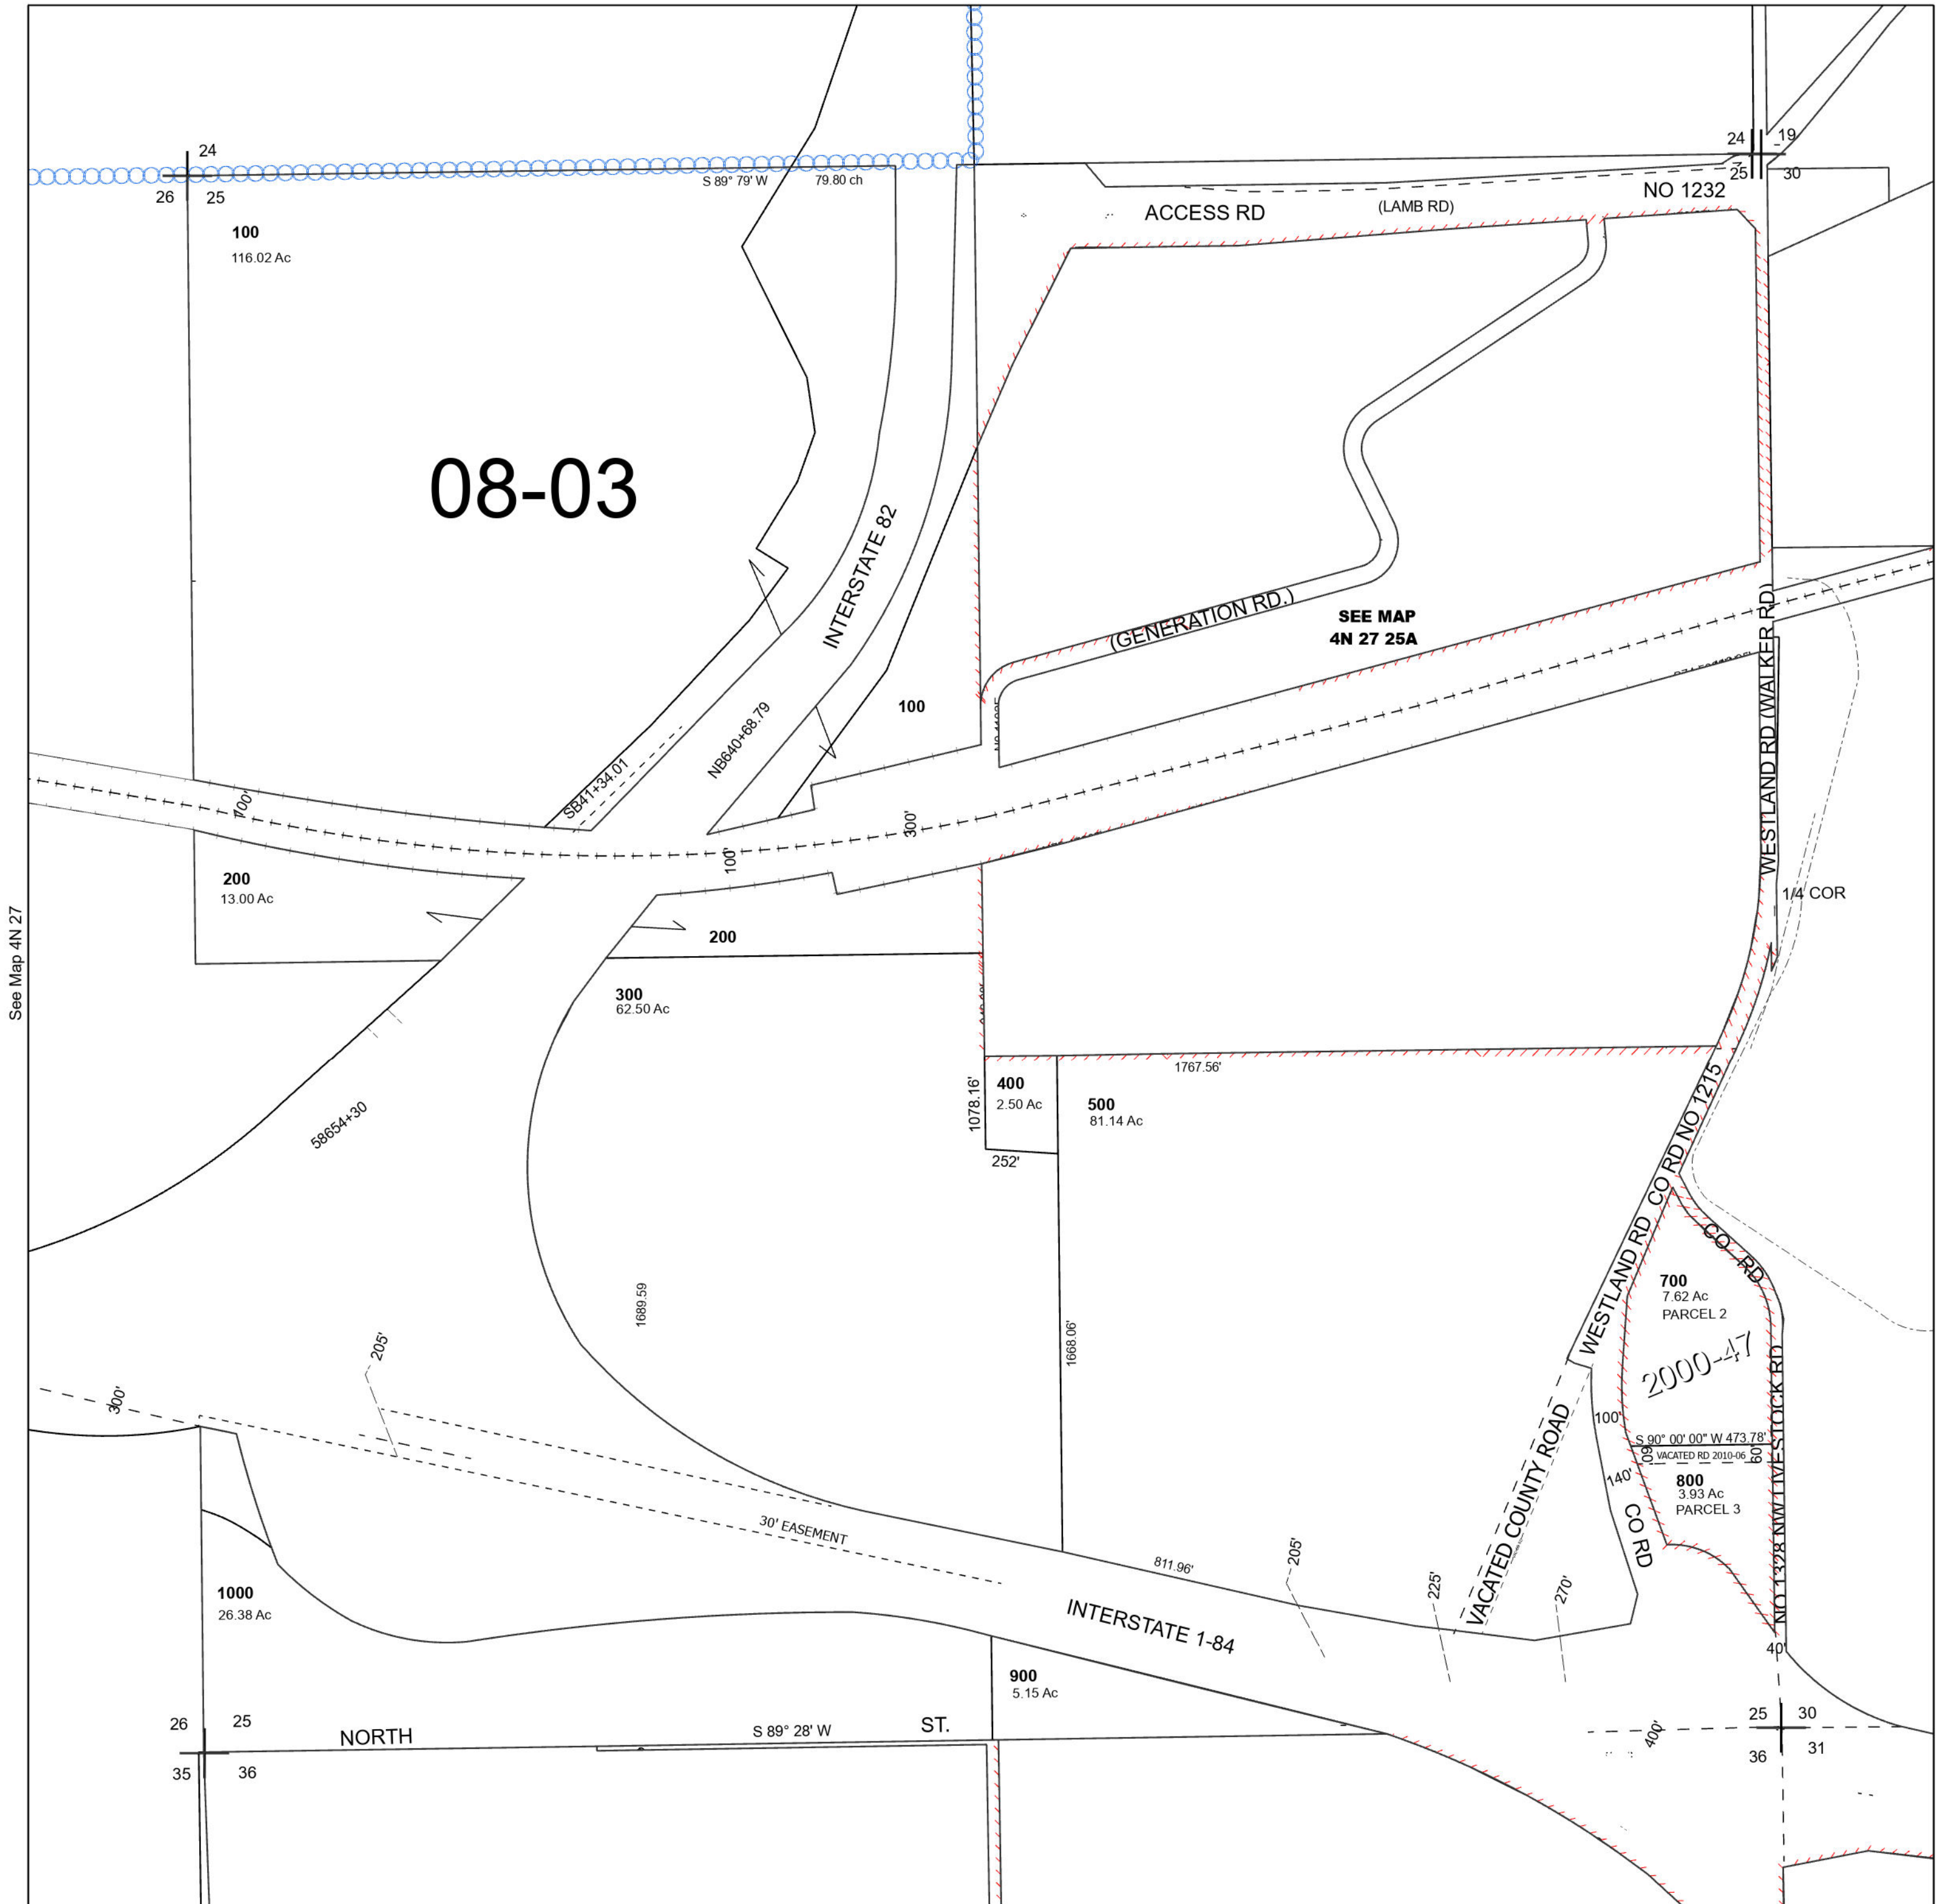 24
24
19
26
25
S 89° 79' W
79.80 ch
25
30
NO 1232
ACCESS RD
(LAMB RD)
100
116.02 Ac
08-03
INTERSTATE 82
(GENERATION RD.)
SEE MAP
4N 27 25A
WESTLAND RD (WALKER RD)
100
NB640+68.79
SB41+34.01
100'
300'
100'
200
13.00 Ac
1/4 COR
See Map 4N 27
200
300
62.50 Ac
1767.56'
400
2.50 Ac
500
81.14 Ac
1078.16'
252'
58654+30
CO RD NO 1215
WESTLAND RD
CO RD
700
7.62 Ac
PARCEL 2
2000-47
1689.59
1668.06'
205'
300'
100'
S 90° 00' 00" W 473.78'
VACATED RD 2010-06
60'
60'
140'
800
3.93 Ac
PARCEL 3
CO RD
NO 1328 NW LIVESTOCK RD
VACATED COUNTY ROAD
30' EASEMENT
811.96'
205'
225'
270'
INTERSTATE 1-84
1000
26.38 Ac
40'
900
5.15 Ac
26
25
NORTH
S 89° 28' W
ST.
25
30
400'
35
36
36
31